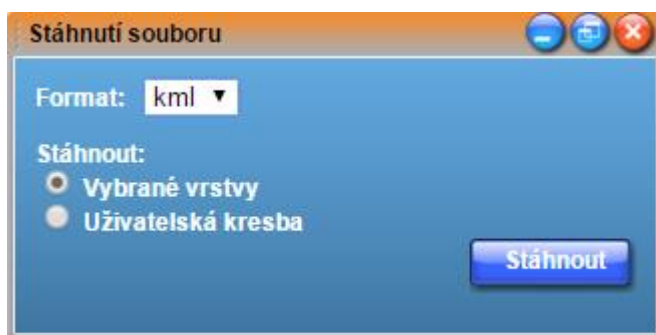 Stáhnutí souboru
Format: kml
Stáhnout:
Vybrané vrstvy
Uživatelská kresba
Stáhnout